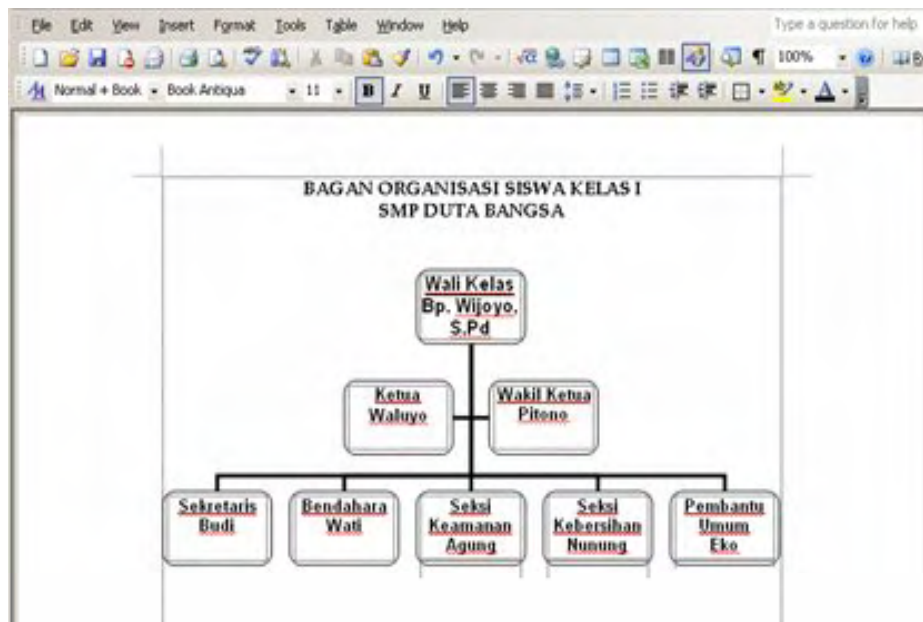 File Edit View Insert Format Tools Table Window Help Type a question for help
100%
Normal + Book Book Antiqua 11 B I U A
BAGAN ORGANISASI SISWA KELAS I
SMP DUTA BANGSA
Wali Kelas
Bp. Wijoyo,
S.Pd
Ketua
Waluyo
Wakil Ketua
Pitono
Sekretaris
Budi
Bendahara
Wati
Seksi
Keamanan
Agung
Seksi
Kebersihan
Nunung
Pembantu
Umum
Eko